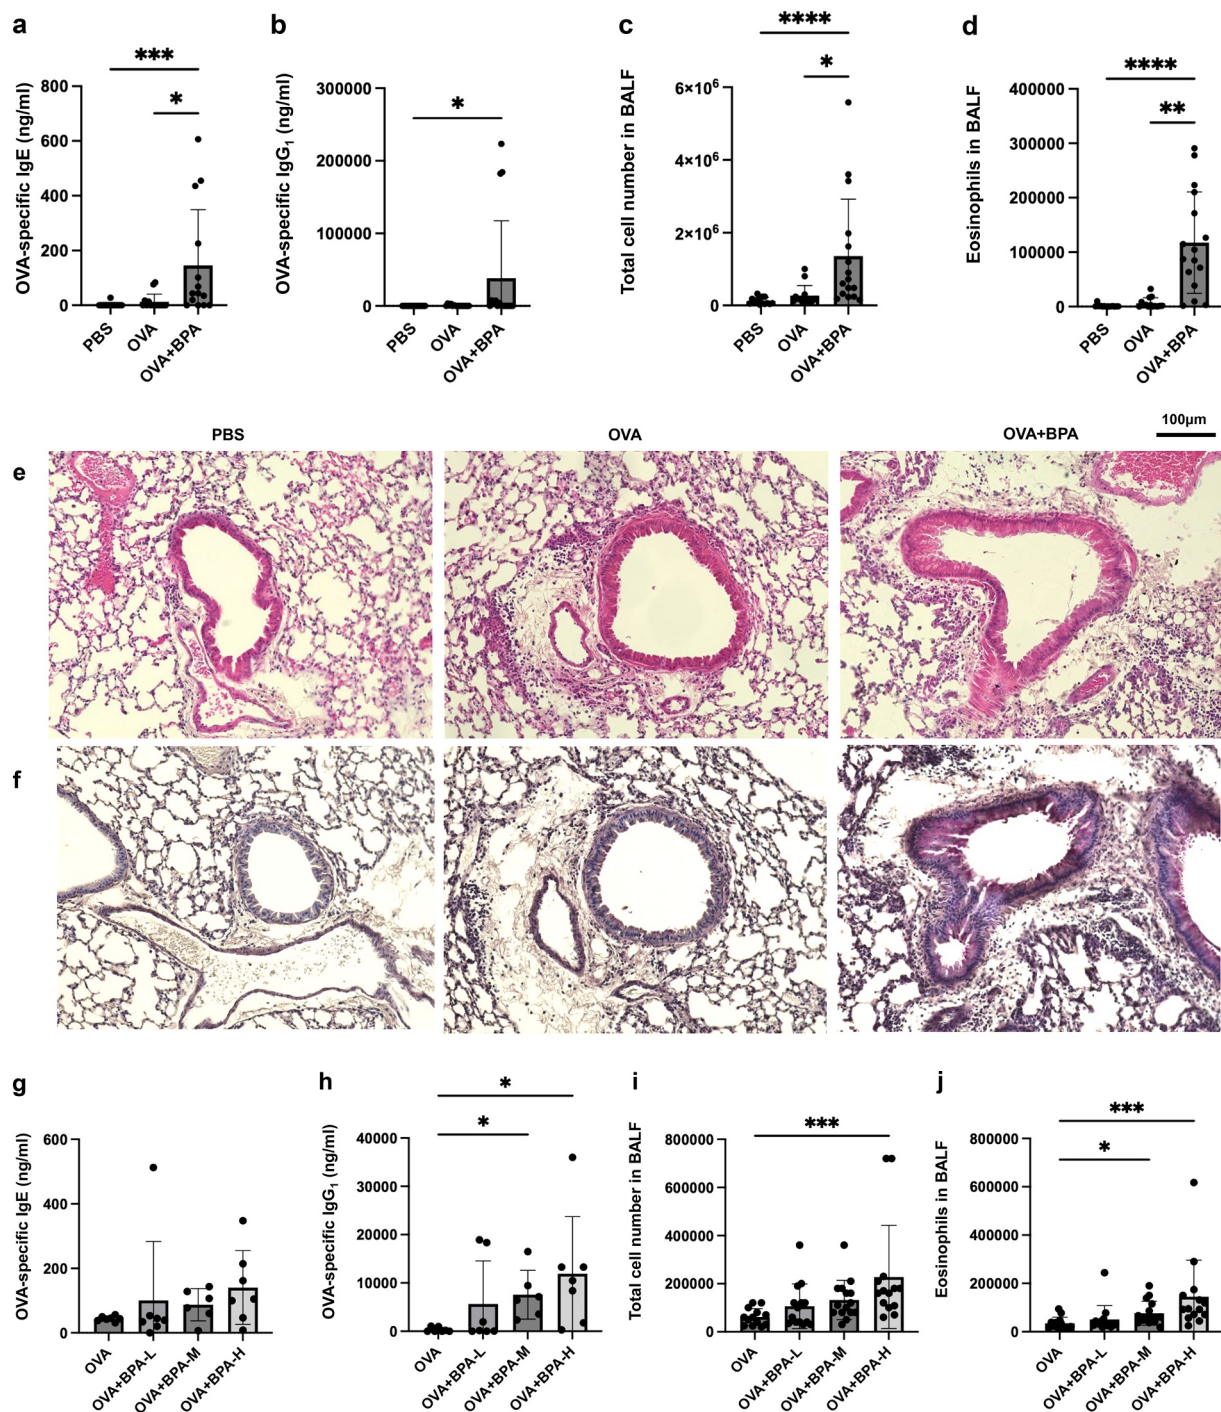 a
OVA-specific IgE (ng/ml)
800
600
400
200
0
***
*
PBS
OVA
OVA+BPA
b
OVA-specific IgG₁ (ng/ml)
300000
200000
100000
0
*
PBS
OVA
OVA+BPA
c
Total cell number in BALF
6×10⁶
4×10⁶
2×10⁶
0
****
*
PBS
OVA
OVA+BPA
d
Eosinophils in BALF
400000
300000
200000
100000
0
****
**
PBS
OVA
OVA+BPA
PBS
OVA
OVA+BPA
100μm
e
f
g
OVA-specific IgE (ng/ml)
600
400
200
0
OVA
OVA+BPA-L
OVA+BPA-M
OVA+BPA-H
h
OVA-specific IgG₁ (ng/ml)
40000
30000
20000
10000
0
*
*
OVA
OVA+BPA-L
OVA+BPA-M
OVA+BPA-H
i
Total cell number in BALF
800000
600000
400000
200000
0
***
OVA
OVA+BPA-L
OVA+BPA-M
OVA+BPA-H
j
Eosinophils in BALF
800000
600000
400000
200000
0
***
*
OVA
OVA+BPA-L
OVA+BPA-M
OVA+BPA-H